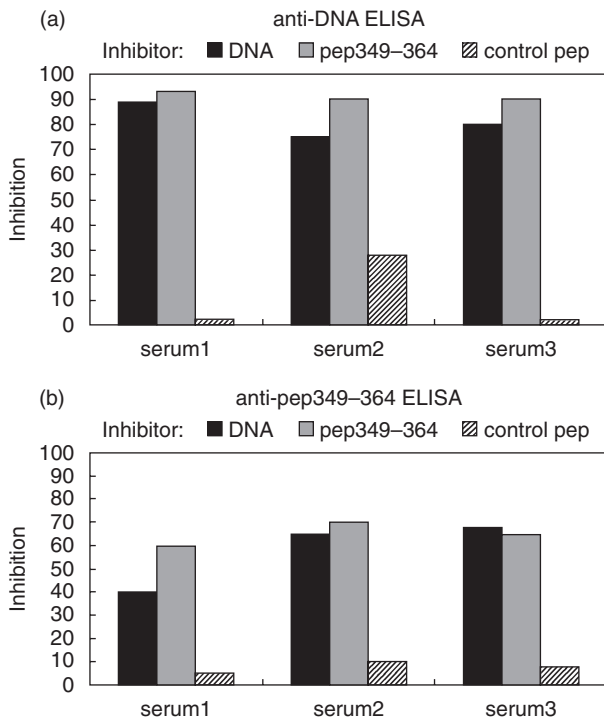 (a) anti-DNA ELISA
Inhibitor: DNA pep349–364 control pep
100
90
80
70
60
50
40
30
20
10
0
Inhibition
serum1 serum2 serum3
(b) anti-pep349–364 ELISA
Inhibitor: DNA pep349–364 control pep
100
90
80
70
60
50
40
30
20
10
0
Inhibition
serum1 serum2 serum3